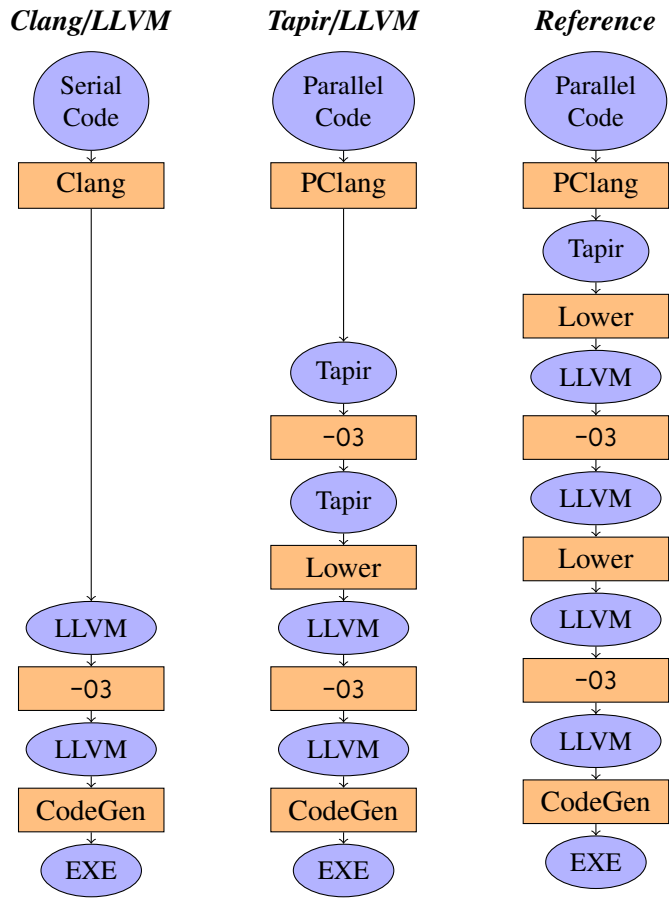 Clang/LLVM
Serial
Code
Clang
LLVM
-O3
LLVM
CodeGen
EXE
Tapir/LLVM
Parallel
Code
PClang
Tapir
-O3
Tapir
Lower
LLVM
-O3
LLVM
CodeGen
EXE
Reference
Parallel
Code
PClang
Tapir
Lower
LLVM
-O3
LLVM
Lower
LLVM
-O3
LLVM
CodeGen
EXE